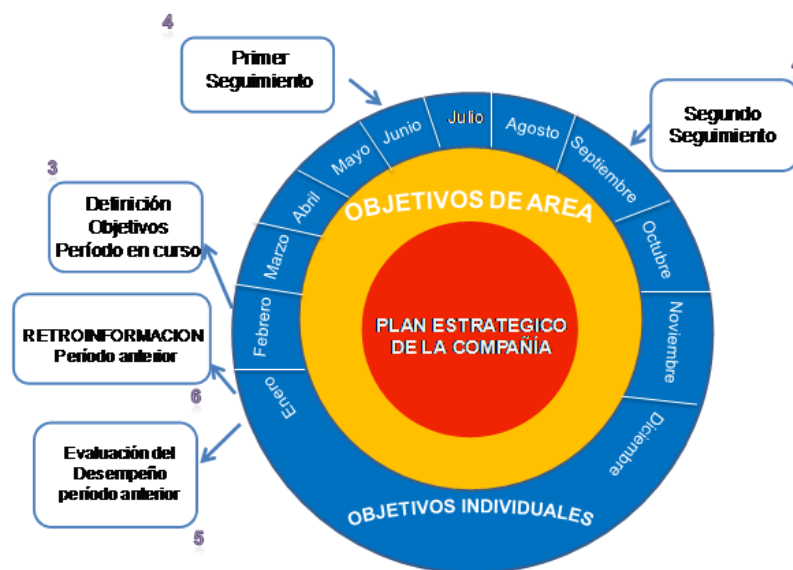 4
Primer
Seguimiento
Segundo
Seguimiento
3
Definición
Objetivos
Período en curso
RETROINFORMACION
Período anterior
6
Evaluación del
Desempeño
período anterior
5
Enero
Febrero
Marzo
Abril
Mayo
Junio
Julio
Agosto
Septiembre
Octubre
Noviembre
Diciembre
OBJETIVOS DE AREA
PLAN ESTRATEGICO
DE LA COMPAÑÍA
OBJETIVOS INDIVIDUALES